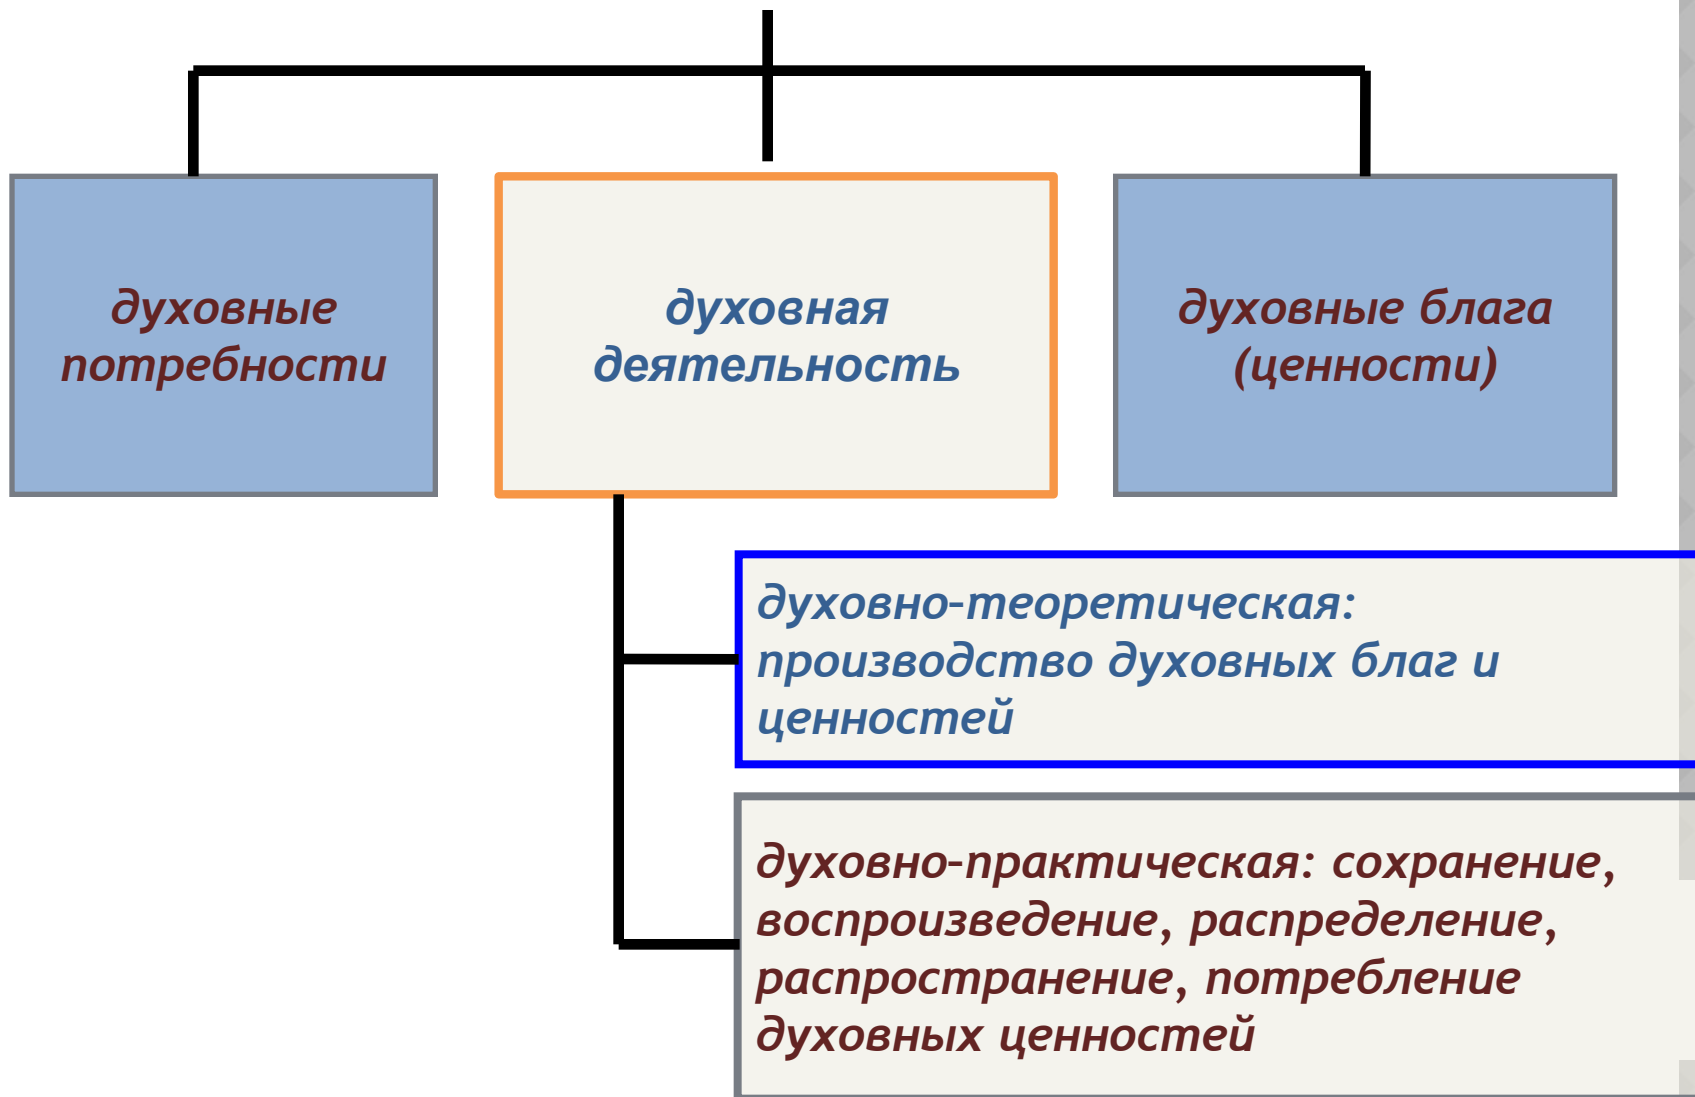 духовные
потребности
духовная
деятельность
духовные блага
(ценности)
духовно-теоретическая:
производство духовных благ и
ценностей
духовно-практическая: сохранение,
воспроизведение, распределение,
распространение, потребление
духовных ценностей